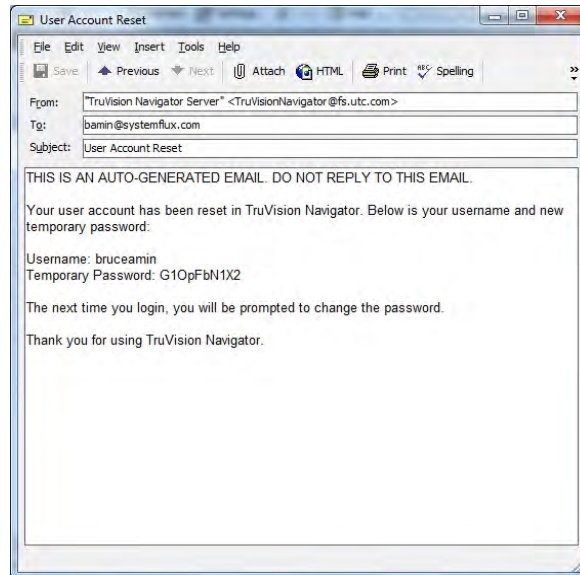 User Account Reset
File Edit View Insert Tools Help
Save Previous Next Attach HTML Print ABC Spelling »
From: "TruVision Navigator Server" <TruVisionNavigator@fs.utc.com>
To: bamin@systemflux.com
Subject: User Account Reset
THIS IS AN AUTO-GENERATED EMAIL. DO NOT REPLY TO THIS EMAIL.
Your user account has been reset in TruVision Navigator. Below is your username and new
temporary password:
Username: bruceamin
Temporary Password: G1OpFbN1X2
The next time you login, you will be prompted to change the password.
Thank you for using TruVision Navigator.